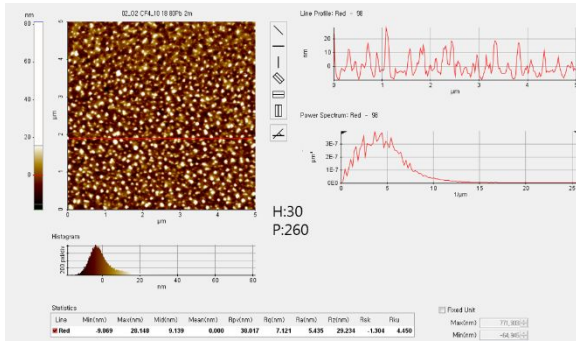 nm 02_O2 CF4_10 18 80Pb 2m
80
60
40
20
0
5
4
3
2
1
0
µm
0 1 2 3 4 5
µm
Line Profile: Red - 98
20
10
0
nm
0 1 2 3 4 5
µm
Power Spectrum: Red - 98
3E-7
2E-7
1E-7
0E0
0 5 10 15 20 25
1/µm
H:30
P:260
Histogram
0 20 40 60 80
nm
Statistics
Line Min(nm) Max(nm) Mid(nm) Mean(nm) Rpv(nm) Rq(nm) Ra(nm) Rz(nm) Rsk Rku
Red -9.869 20.148 9.139 0.000 30.017 7.121 5.435 29.234 -1.304 4.450
Fixed Unit
Max(nm)
Min(nm)